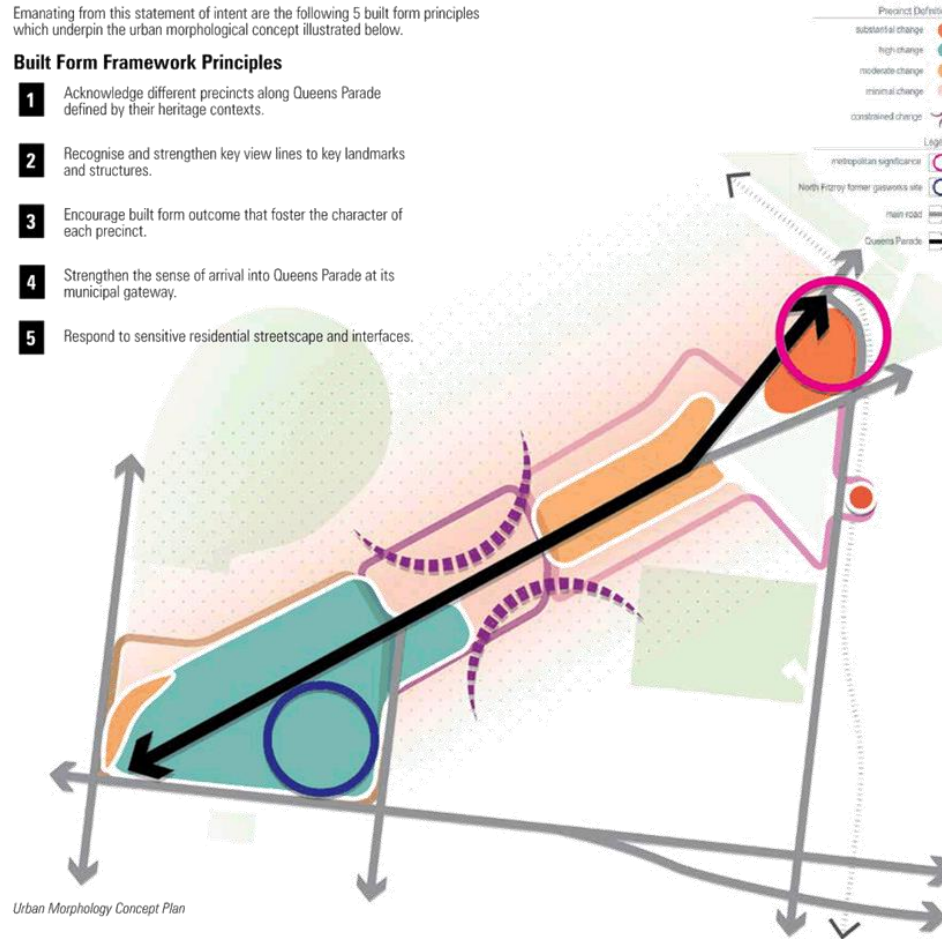 Emanating from this statement of intent are the following 5 built form principles
which underpin the urban morphological concept illustrated below.
Built Form Framework Principles
1 Acknowledge different precincts along Queens Parade
defined by their heritage contexts.
2 Recognise and strengthen key view lines to key landmarks
and structures.
3 Encourage built form outcome that foster the character of
each precinct.
4 Strengthen the sense of arrival into Queens Parade at its
municipal gateway.
5 Respond to sensitive residential streetscape and interfaces.
Precinct
substantial change
high change
moderate change
minimal change
constrained change
metropolitan significance
North Fitzroy former gasworks site
main road
Queens Parade
Urban Morphology Concept Plan